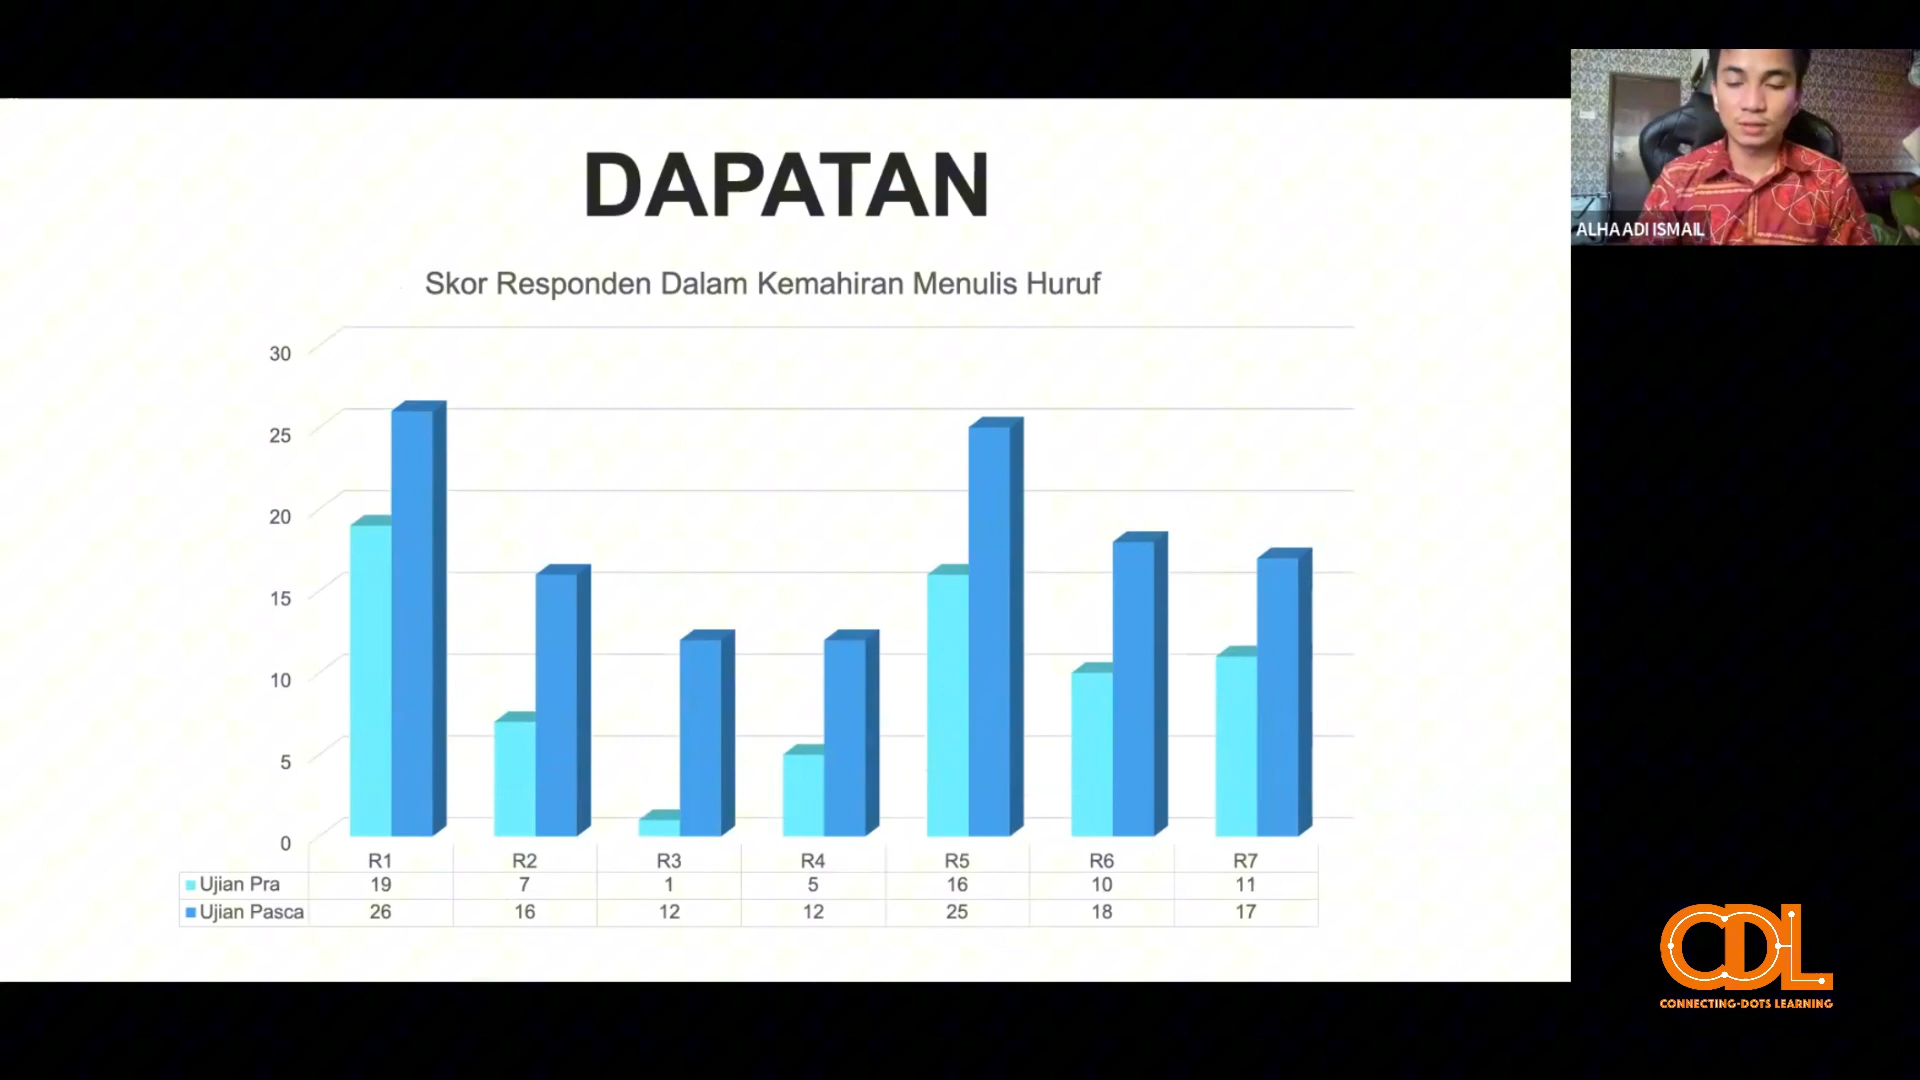 DAPATAN
ALHAADI ISMAIL
Skor Responden Dalam Kemahiran Menulis Huruf
30
25
20
15
10
5
0
R1 R2 R3 R4 R5 R6 R7
Ujian Pra 19 7 1 5 16 10 11
Ujian Pasca 26 16 12 12 25 18 17
CDL
CONNECTING-DOTS LEARNING